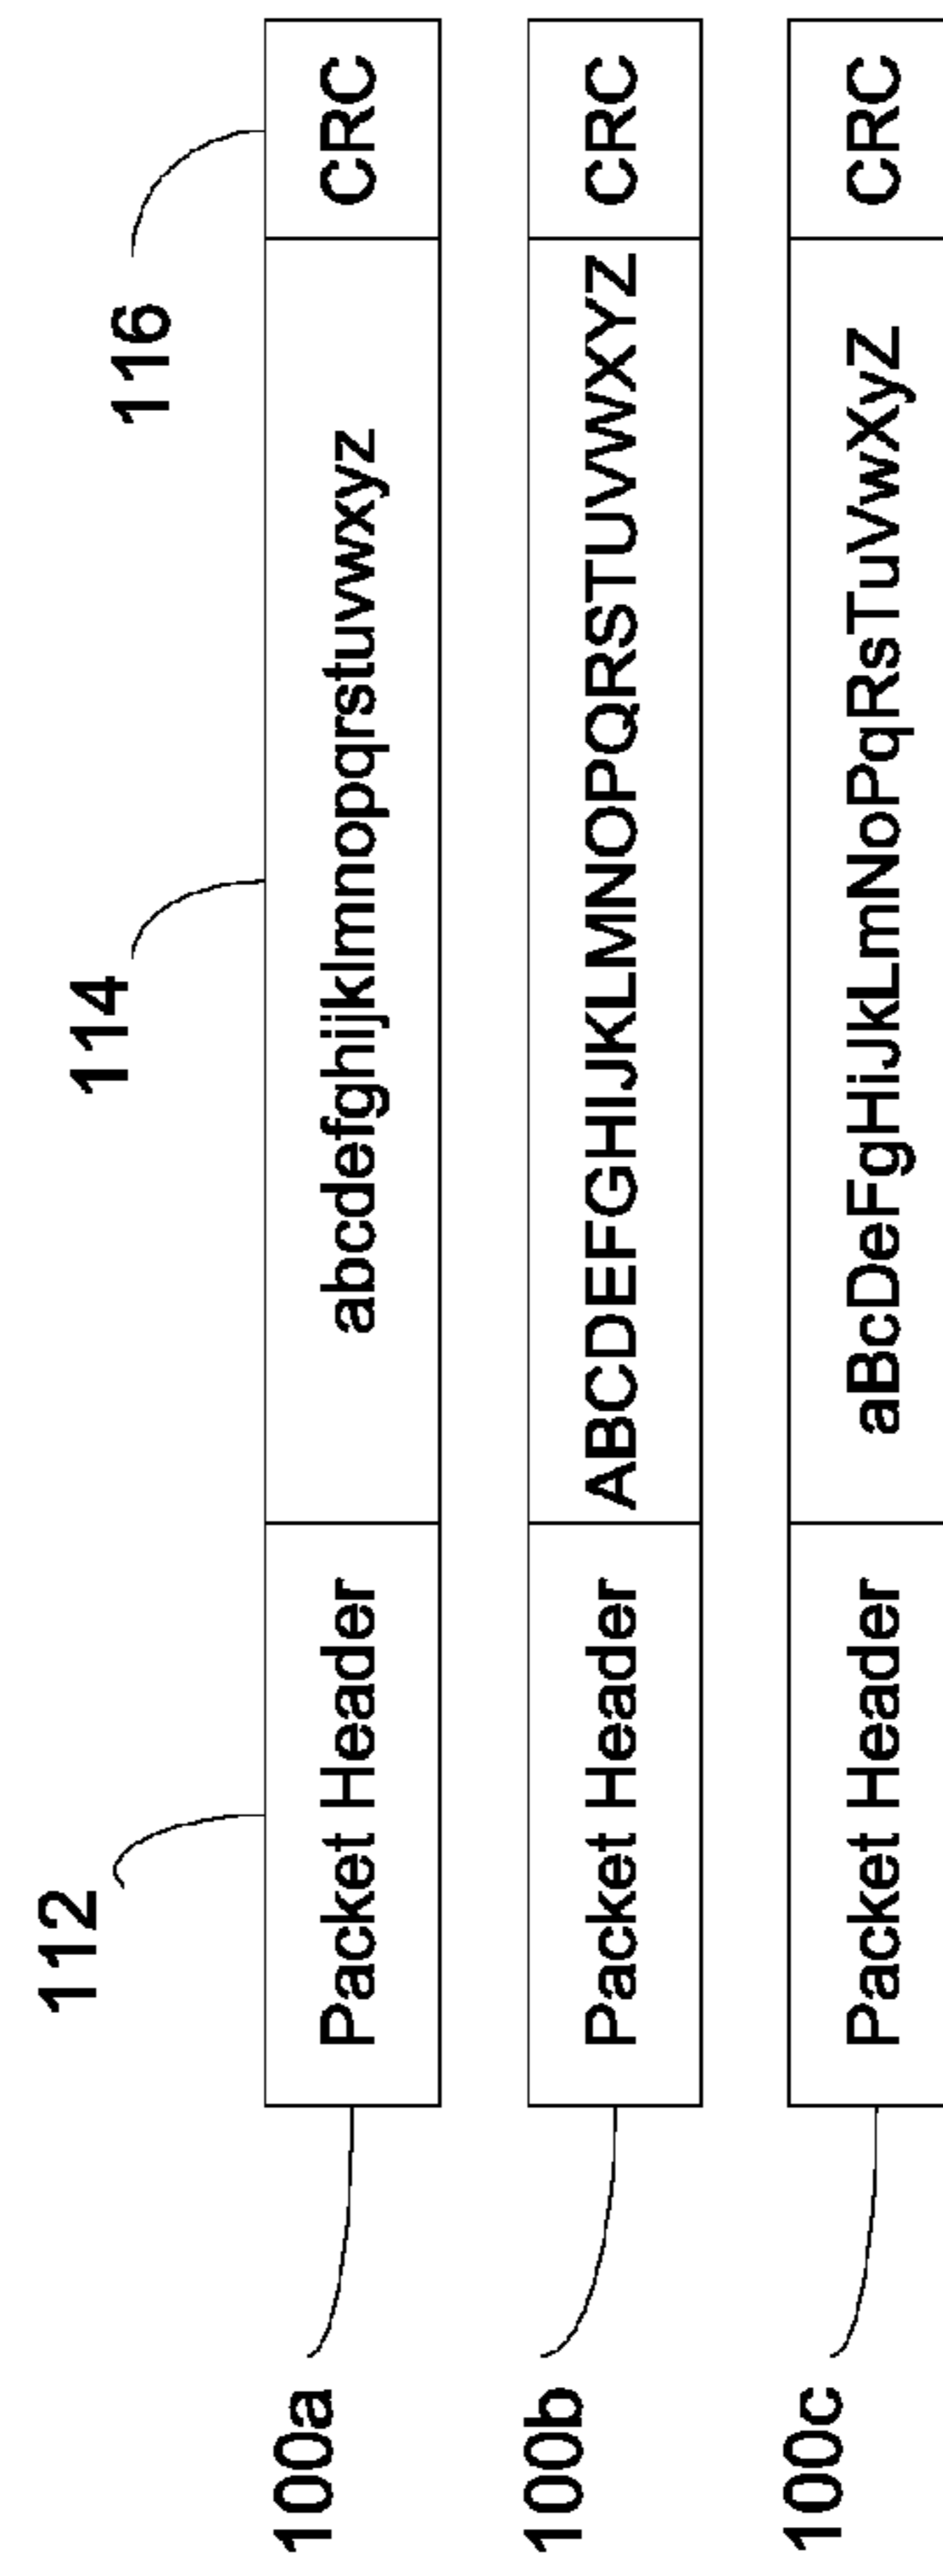 112 114 116
100a Packet Header abcdefghijklmnopqrstuvwxyz CRC
100b Packet Header ABCDEFGHIJKLMNOPQRSTUVWXYZ CRC
100c Packet Header aBcDeFgHiJkLmNoPqRsTuVwXyZ CRC